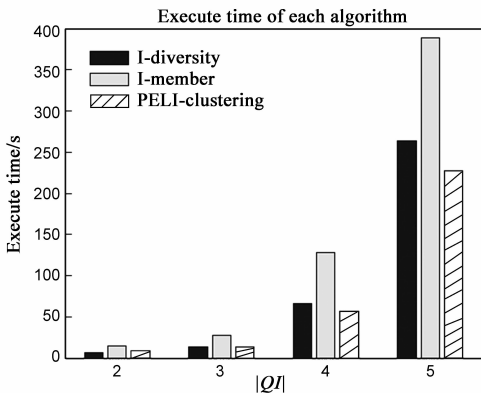 Execute time of each algorithm
400
350
300
250
200
150
100
50
0
Execute time/s
I-diversity
I-member
PELI-clustering
2 3 4 5
|QI|